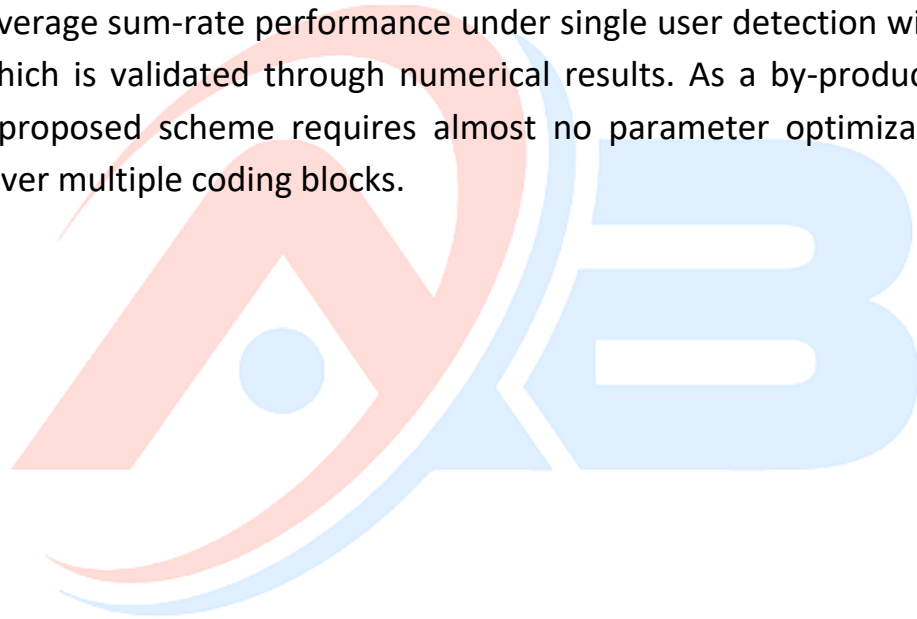 verage sum-rate performance under single user detection wi
hich is validated through numerical results. As a by-produc
proposed scheme requires almost no parameter optimiza
ver multiple coding blocks.
AB